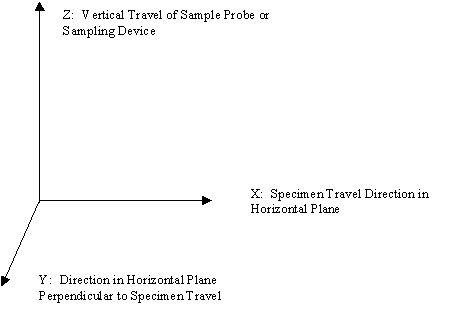 Z: Vertical Travel of Sample Probe or
Sampling Device
X: Specimen Travel Direction in
Horizontal Plane
Y: Direction in Horizontal Plane
Perpendicular to Specimen Travel